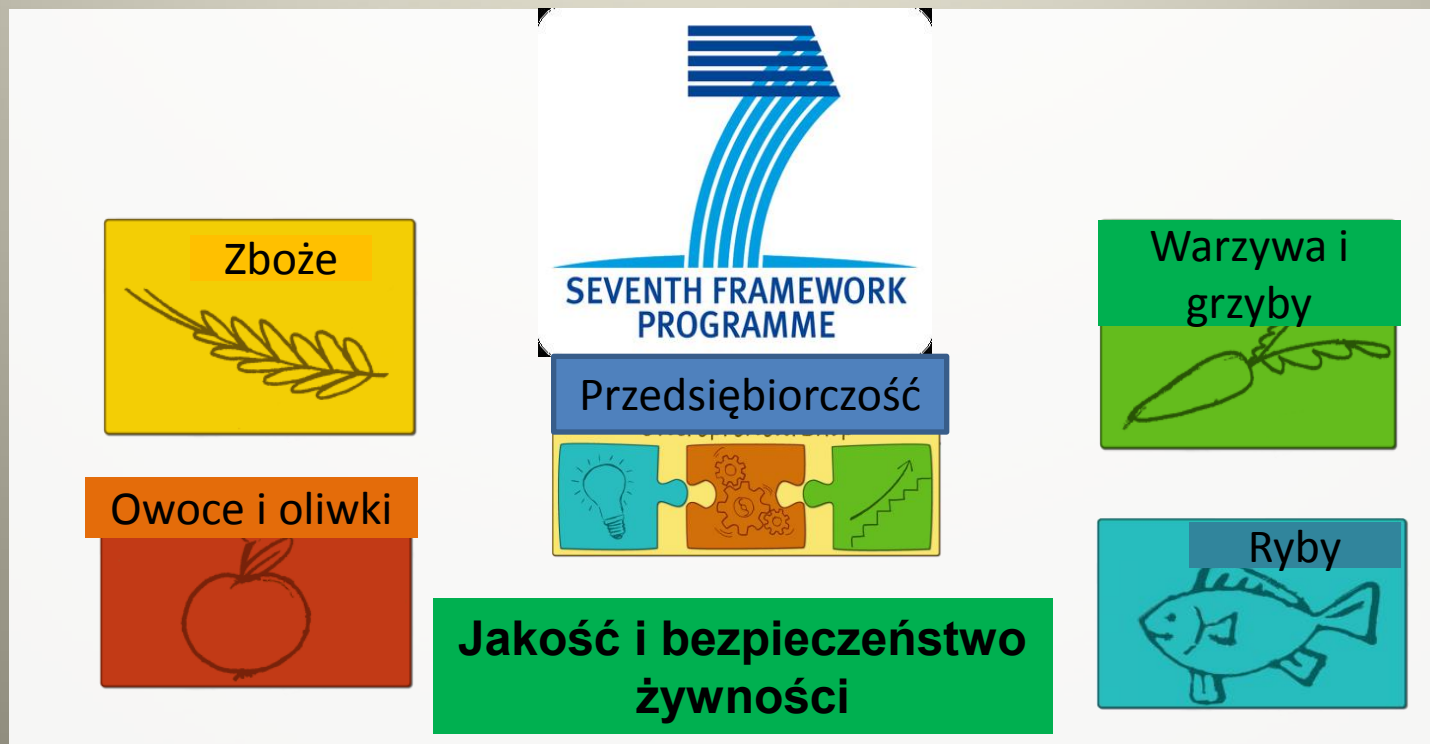 SEVENTH FRAMEWORK
PROGRAMME
Zboże
Warzywa i
grzyby
Przedsiębiorczość
Owoce i oliwki
Ryby
Jakość i bezpieczeństwo
żywności